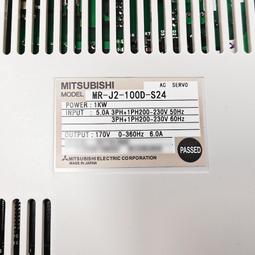 MITSUBISHI
AC SERVO
MODEL MR-J2-100D-S24
POWER : 1KW
INPUT : 5.0A 3PH+1PH200-230V 50Hz
3PH+1PH200-230V 60Hz
OUTPUT : 170V 0-360Hz 6.0A
MITSUBISHI ELECTRIC CORPORATION
MADE IN JAPAN
PASSED